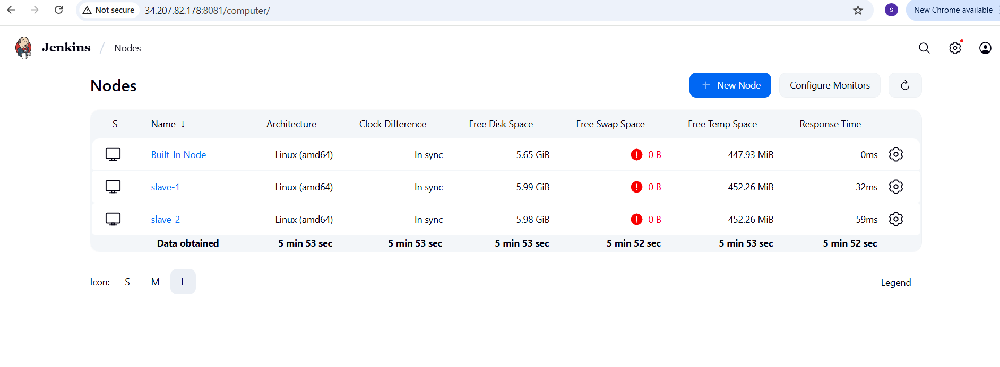 Not secure 34.207.82.178:8081/computer/ S New Chrome available
Jenkins / Nodes
Nodes
+ New Node Configure Monitors
S Name ↓ Architecture Clock Difference Free Disk Space Free Swap Space Free Temp Space Response Time
Built-In Node Linux (amd64) In sync 5.65 GiB ! 0 B 447.93 MiB 0ms
slave-1 Linux (amd64) In sync 5.99 GiB ! 0 B 452.26 MiB 32ms
slave-2 Linux (amd64) In sync 5.98 GiB ! 0 B 452.26 MiB 59ms
Data obtained 5 min 53 sec 5 min 53 sec 5 min 53 sec 5 min 52 sec 5 min 53 sec 5 min 52 sec
Icon: S M L Legend